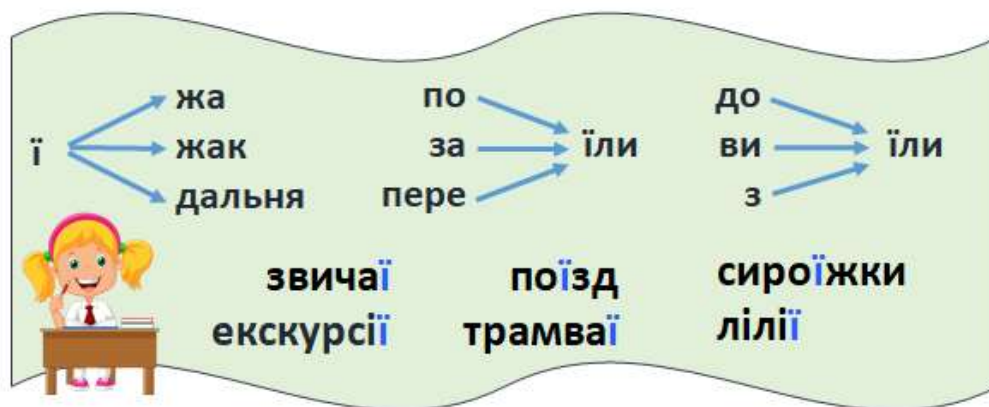 жа по до
ї жак за їли ви їли
дальня пере з
звичаї поїзд сироїжки
екскурсії трамваї лілії